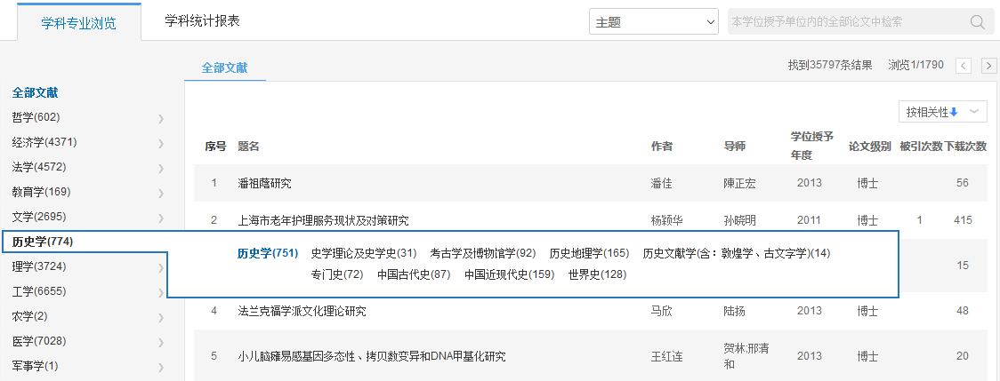 学科专业浏览
学科统计报表
主题
本学位授予单位内的全部论文中检索
全部文献
找到35797条结果 浏览1/1790
全部文献
哲学(602)
经济学(4371)
法学(4572)
教育学(169)
文学(2695)
历史学(774)
理学(3724)
工学(6655)
农学(2)
医学(7028)
军事学(1)
按相关性
序号 题名 作者 导师 学位授予年度 论文级别 被引次数 下载次数
1 潘祖蔭研究 潘佳 陳正宏 2013 博士 56
2 上海市老年护理服务现状及对策研究 杨颖华 孙晓明 2011 博士 1 415
历史学(751) 史学理论及史学史(31) 考古学及博物馆学(92) 历史地理学(165) 历史文献学(含：敦煌学、古文字学)(14)
专门史(72) 中国古代史(87) 中国近现代史(159) 世界史(128)
15
4 法兰克福学派文化理论研究 马欣 陆扬 2013 博士 48
5 小儿脑瘫易感基因多态性、拷贝数变异和DNA甲基化研究 王红连 贺林;邢清和 2013 博士 20